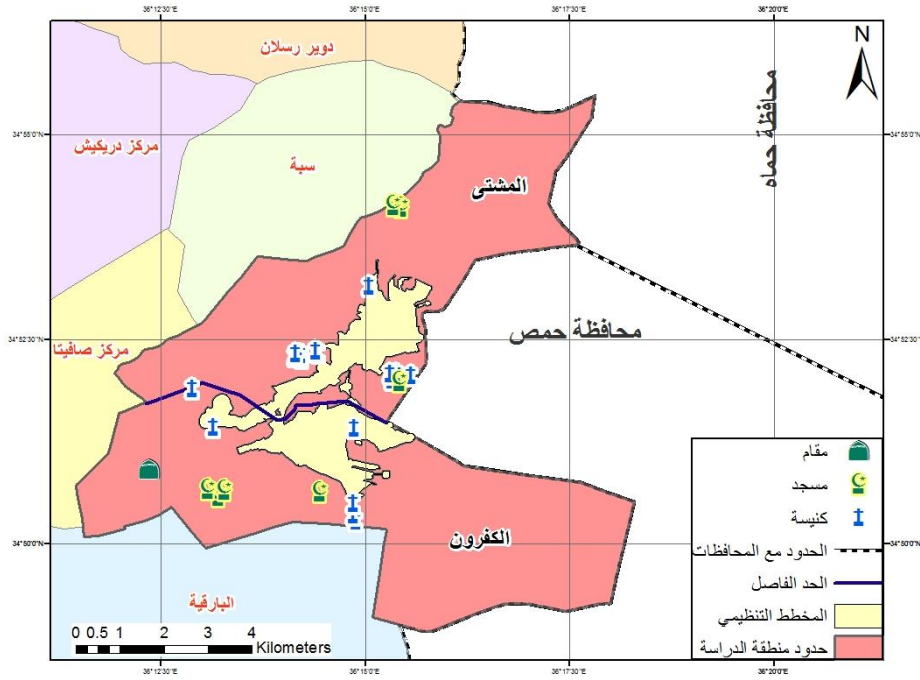 36°12'30"E 36°15'0"E 36°17'30"E 36°20'0"E
N
دوير رسلان
محافظة حماه
34°55'0"N 34°55'0"N
مركز دريكيش
سبة
المشتى
محافظة حمص
34°52'30"N 34°52'30"N
مركز صافيتا
مقام
مسجد
كنيسة
الحدود مع المحافظات
الحد الفاصل
المخطط التنظيمي
حدود منطقة الدراسة
الكفرون
34°50'0"N 34°50'0"N
البارقية
0 0.5 1 2 3 4
Kilometers
36°12'30"E 36°15'0"E 36°17'30"E 36°20'0"E